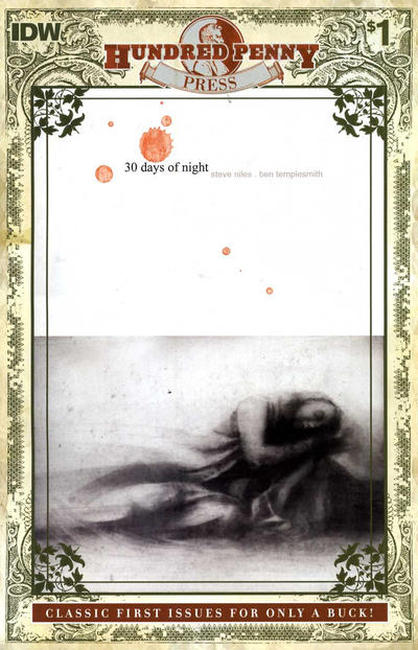 IDW
$1
HUNDRED PENNY
PRESS
30 days of night
steve niles . ben templesmith
CLASSIC FIRST ISSUES FOR ONLY A BUCK!